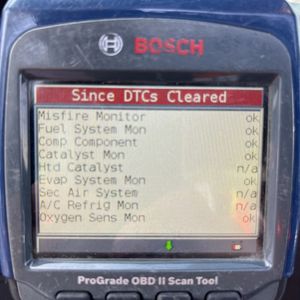 BOSCH
Since DTCs Cleared
Misfire Monitor ok
Fuel System Mon ok
Comp Component ok
Catalyst Mon ok
Htd Catalyst n/a
Evap System Mon ok
Sec Air System n/a
A/C Refrig Mon n/a
Oxygen Sens Mon ok
ProGrade OBD II Scan Tool